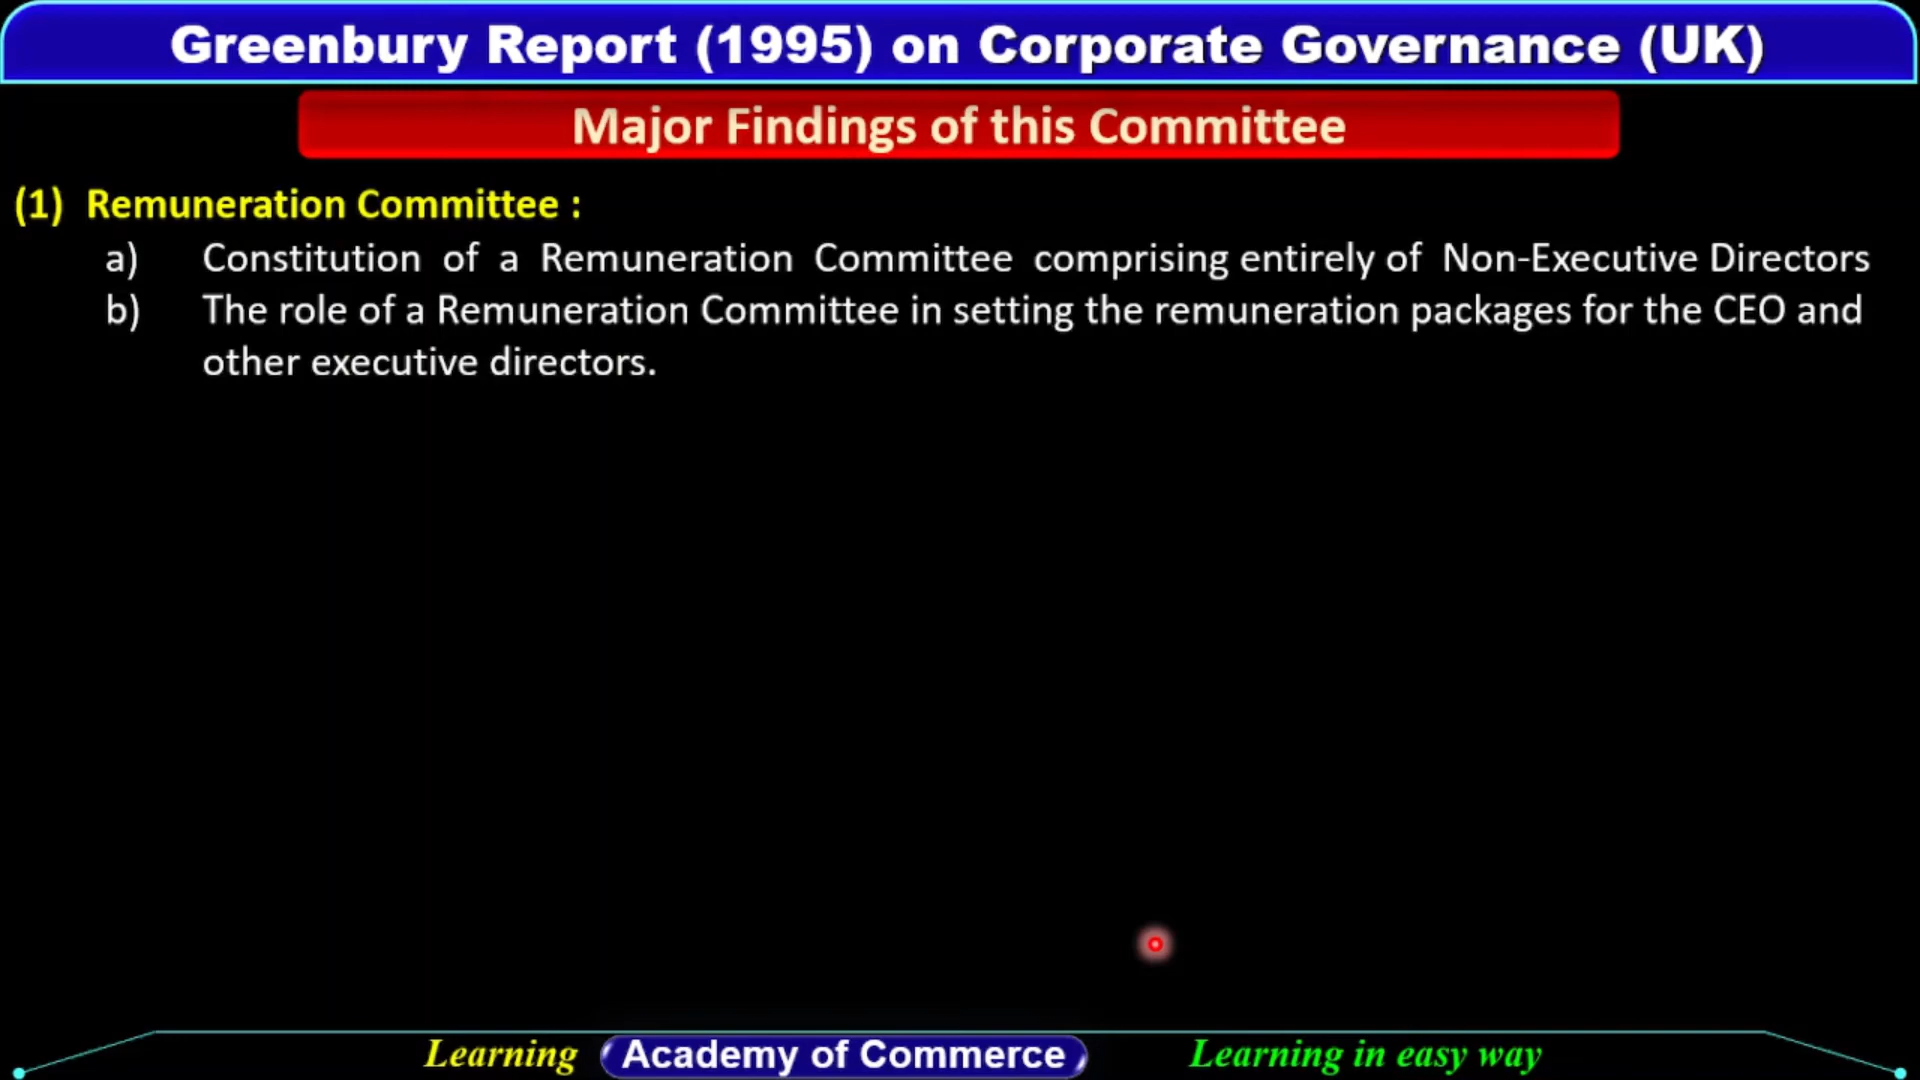 Greenbury Report (1995) on Corporate Governance (UK)
Major Findings of this Committee
(1) Remuneration Committee :
a) Constitution of a Remuneration Committee comprising entirely of Non-Executive Directors
b) The role of a Remuneration Committee in setting the remuneration packages for the CEO and
other executive directors.
Learning Academy of Commerce Learning in easy way